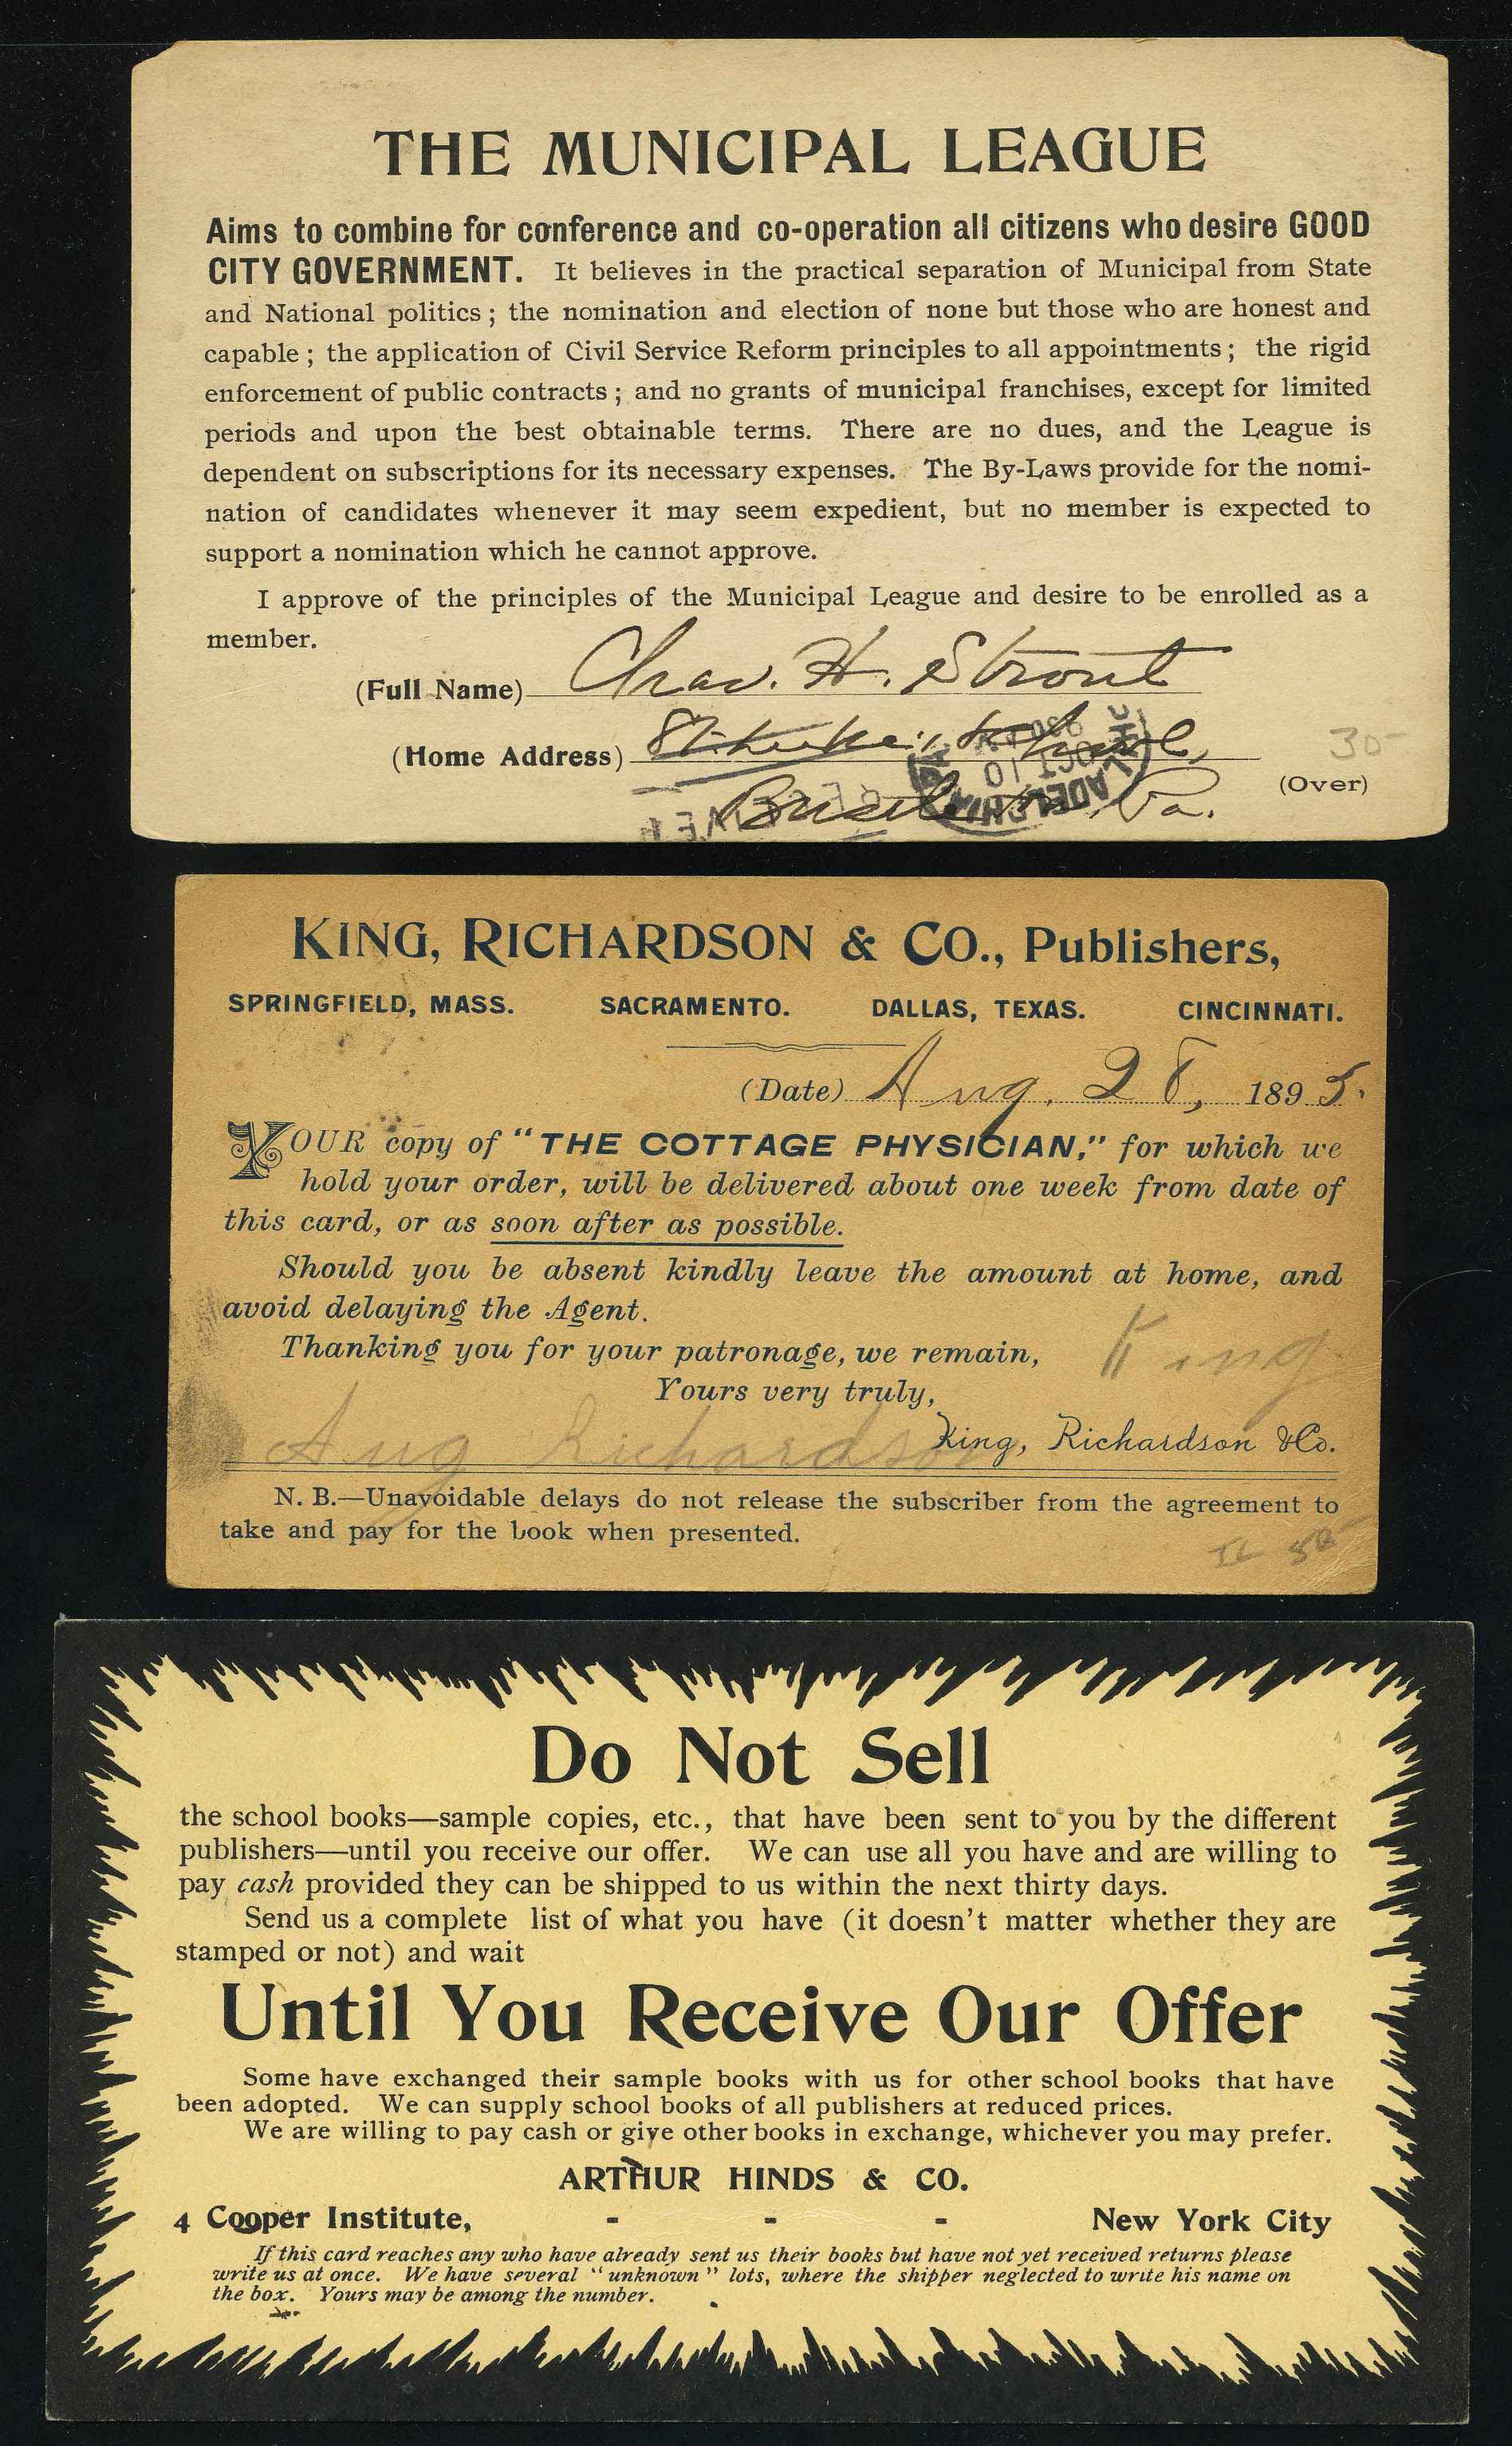 THE MUNICIPAL LEAGUE
Aims to combine for conference and co-operation all citizens who desire GOOD
CITY GOVERNMENT. It believes in the practical separation of Municipal from State
and National politics; the nomination and election of none but those who are honest and
capable; the application of Civil Service Reform principles to all appointments; the rigid
enforcement of public contracts; and no grants of municipal franchises, except for limited
periods and upon the best obtainable terms. There are no dues, and the League is
dependent on subscriptions for its necessary expenses. The By-Laws provide for the nomi-
nation of candidates whenever it may seem expedient, but no member is expected to
support a nomination which he cannot approve.
I approve of the principles of the Municipal League and desire to be enrolled as a
member.
(Full Name) Chas. H. Strout
(Home Address) St. Luke's School,
Bustleton, Pa.
PHILADELPHIA PA
OCT 10
930 AM
RECEIVED
30-
(Over)
KING, RICHARDSON & CO., Publishers,
SPRINGFIELD, MASS. SACRAMENTO. DALLAS, TEXAS. CINCINNATI.
(Date) Aug. 28, 1895.
YOUR copy of "THE COTTAGE PHYSICIAN," for which we
hold your order, will be delivered about one week from date of
this card, or as soon after as possible.
Should you be absent kindly leave the amount at home, and
avoid delaying the Agent.
Thanking you for your patronage, we remain,
King
Yours very truly,
Aug Richardson
King, Richardson & Co.
N. B.—Unavoidable delays do not release the subscriber from the agreement to
take and pay for the book when presented.
Do Not Sell
the school books—sample copies, etc., that have been sent to you by the different
publishers—until you receive our offer. We can use all you have and are willing to
pay cash provided they can be shipped to us within the next thirty days.
Send us a complete list of what you have (it doesn't matter whether they are
stamped or not) and wait
Until You Receive Our Offer
Some have exchanged their sample books with us for other school books that have
been adopted. We can supply school books of all publishers at reduced prices.
We are willing to pay cash or give other books in exchange, whichever you may prefer.
ARTHUR HINDS & CO.
4 Cooper Institute, - - - New York City
If this card reaches any who have already sent us their books but have not yet received returns please
write us at once. We have several "unknown" lots, where the shipper neglected to write his name on
the box. Yours may be among the number.